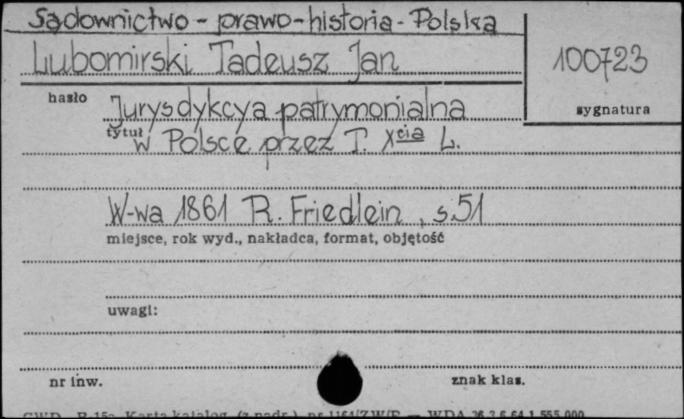 Sądownictwo - prawo - historia - Polska
Lubomirski Tadeusz Jan
100723
hasło
Jurysdykcya patrymonialna
sygnatura
tytuł
w Polsce przez T. Xcia L.
W-wa 1861 R. Friedlein, s. 51
miejsce, rok wyd., nakładca, format, objętość
uwagi:
nr inw.
znak klas.